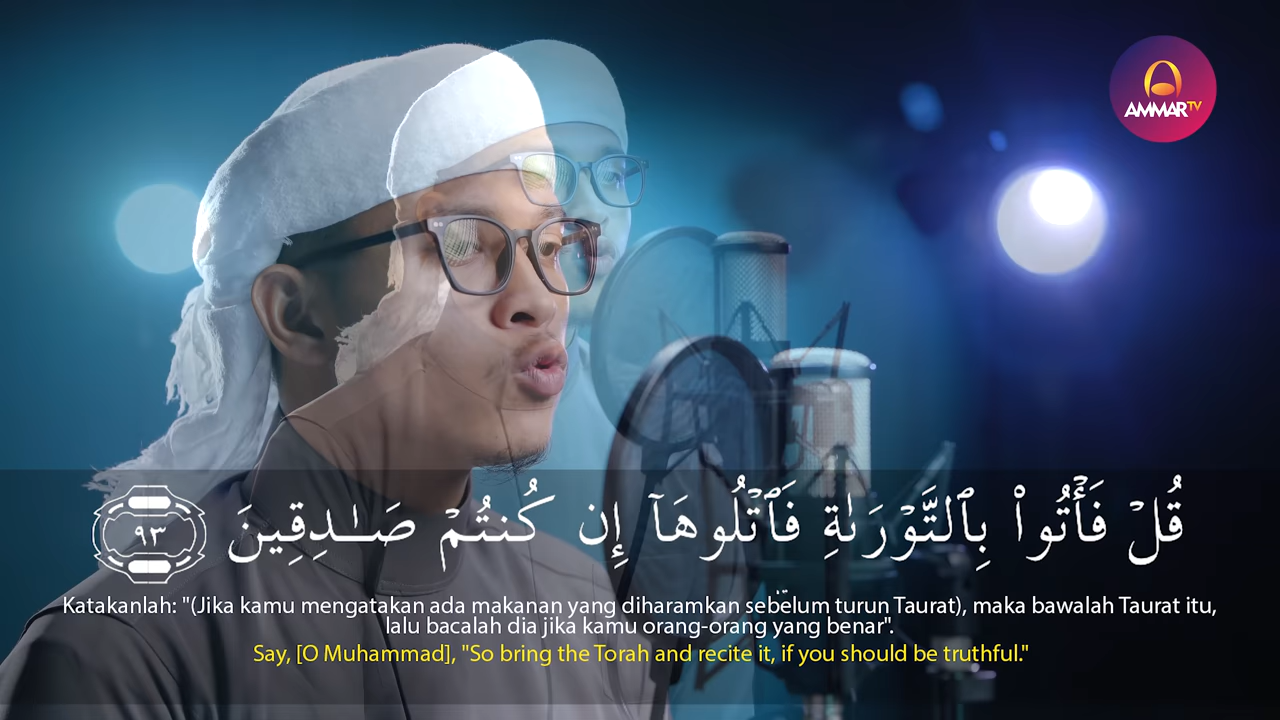 AMMARTV
قُلْ فَأْتُوا۟ بِٱلتَّوْرَىٰةِ فَٱتْلُوهَآ إِن كُنتُمْ صَـٰدِقِينَ ٩٣
Katakanlah: "(Jika kamu mengatakan ada makanan yang diharamkan sebelum turun Taurat), maka bawalah Taurat itu,
lalu bacalah dia jika kamu orang-orang yang benar".
Say, [O Muhammad], "So bring the Torah and recite it, if you should be truthful."